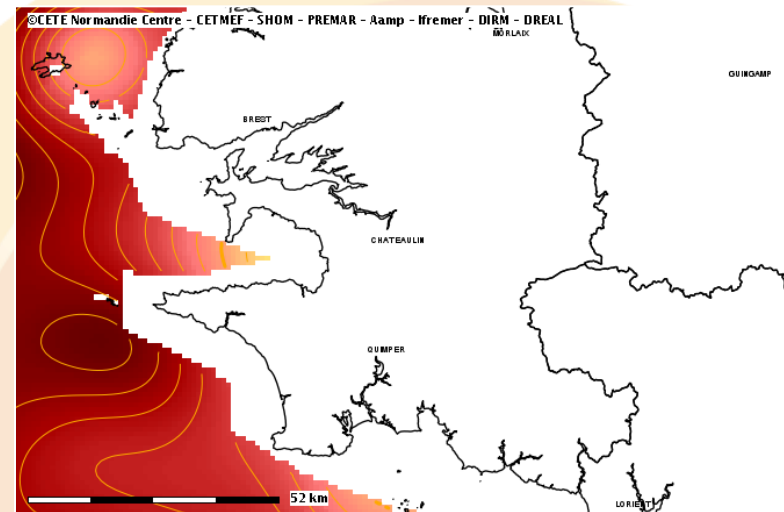 ©CETE Normandie Centre - CETMEF - SHOM - PREMAR - Aamp - Ifremer - DIRM - DREAL
MORLAIX
GUINGAMP
BREST
CHATEAULIN
QUIMPER
52 km
LORIENT